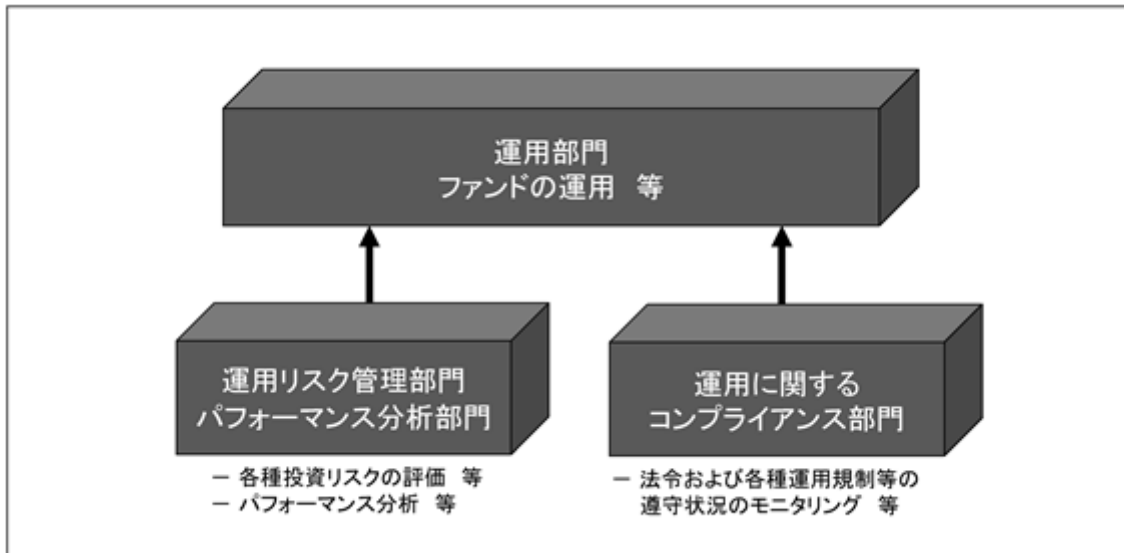 運用部門
ファンドの運用 等
運用リスク管理部門
パフォーマンス分析部門
運用に関する
コンプライアンス部門
－ 各種投資リスクの評価 等
－ パフォーマンス分析 等
－ 法令および各種運用規制等の
遵守状況のモニタリング 等